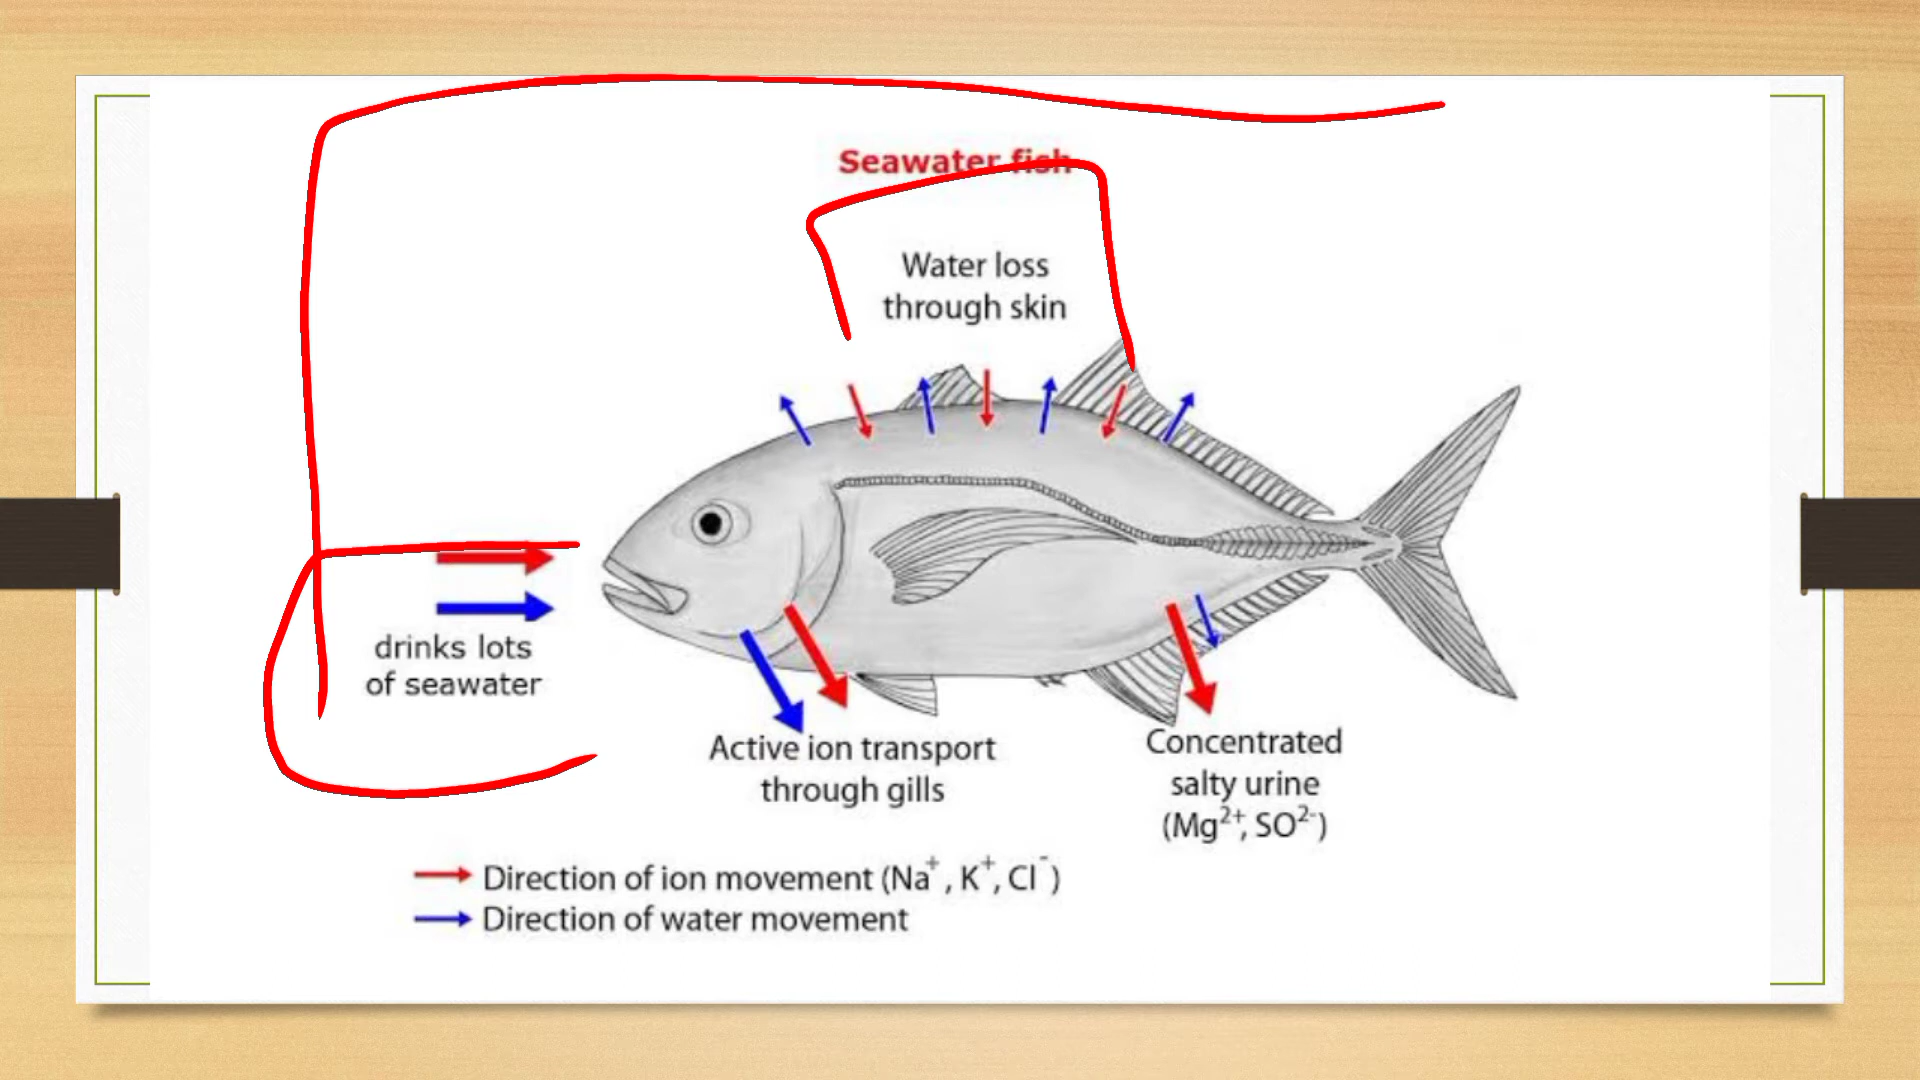 Seawater fish
Water loss
through skin
drinks lots
of seawater
Active ion transport
through gills
Concentrated
salty urine
(Mg²⁺, SO²⁻)
Direction of ion movement (Na⁺, K⁺, Cl⁻)
Direction of water movement